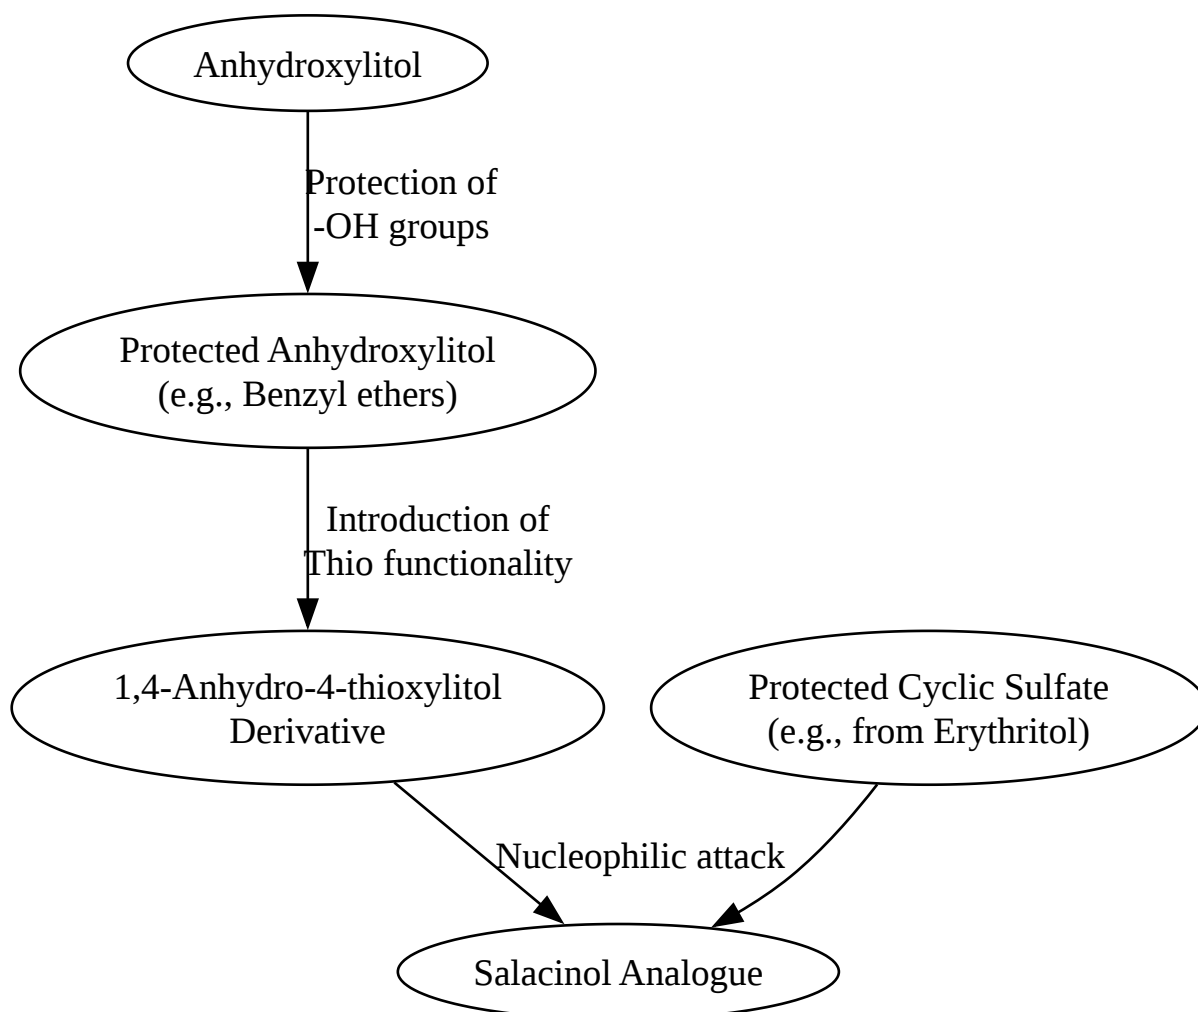 Anhydroxylitol
Protection of
-OH groups
Protected Anhydroxylitol
(e.g., Benzyl ethers)
Introduction of
Thio functionality
1,4-Anhydro-4-thioxylitol
Derivative
Protected Cyclic Sulfate
(e.g., from Erythritol)
Nucleophilic attack
Salacinol Analogue